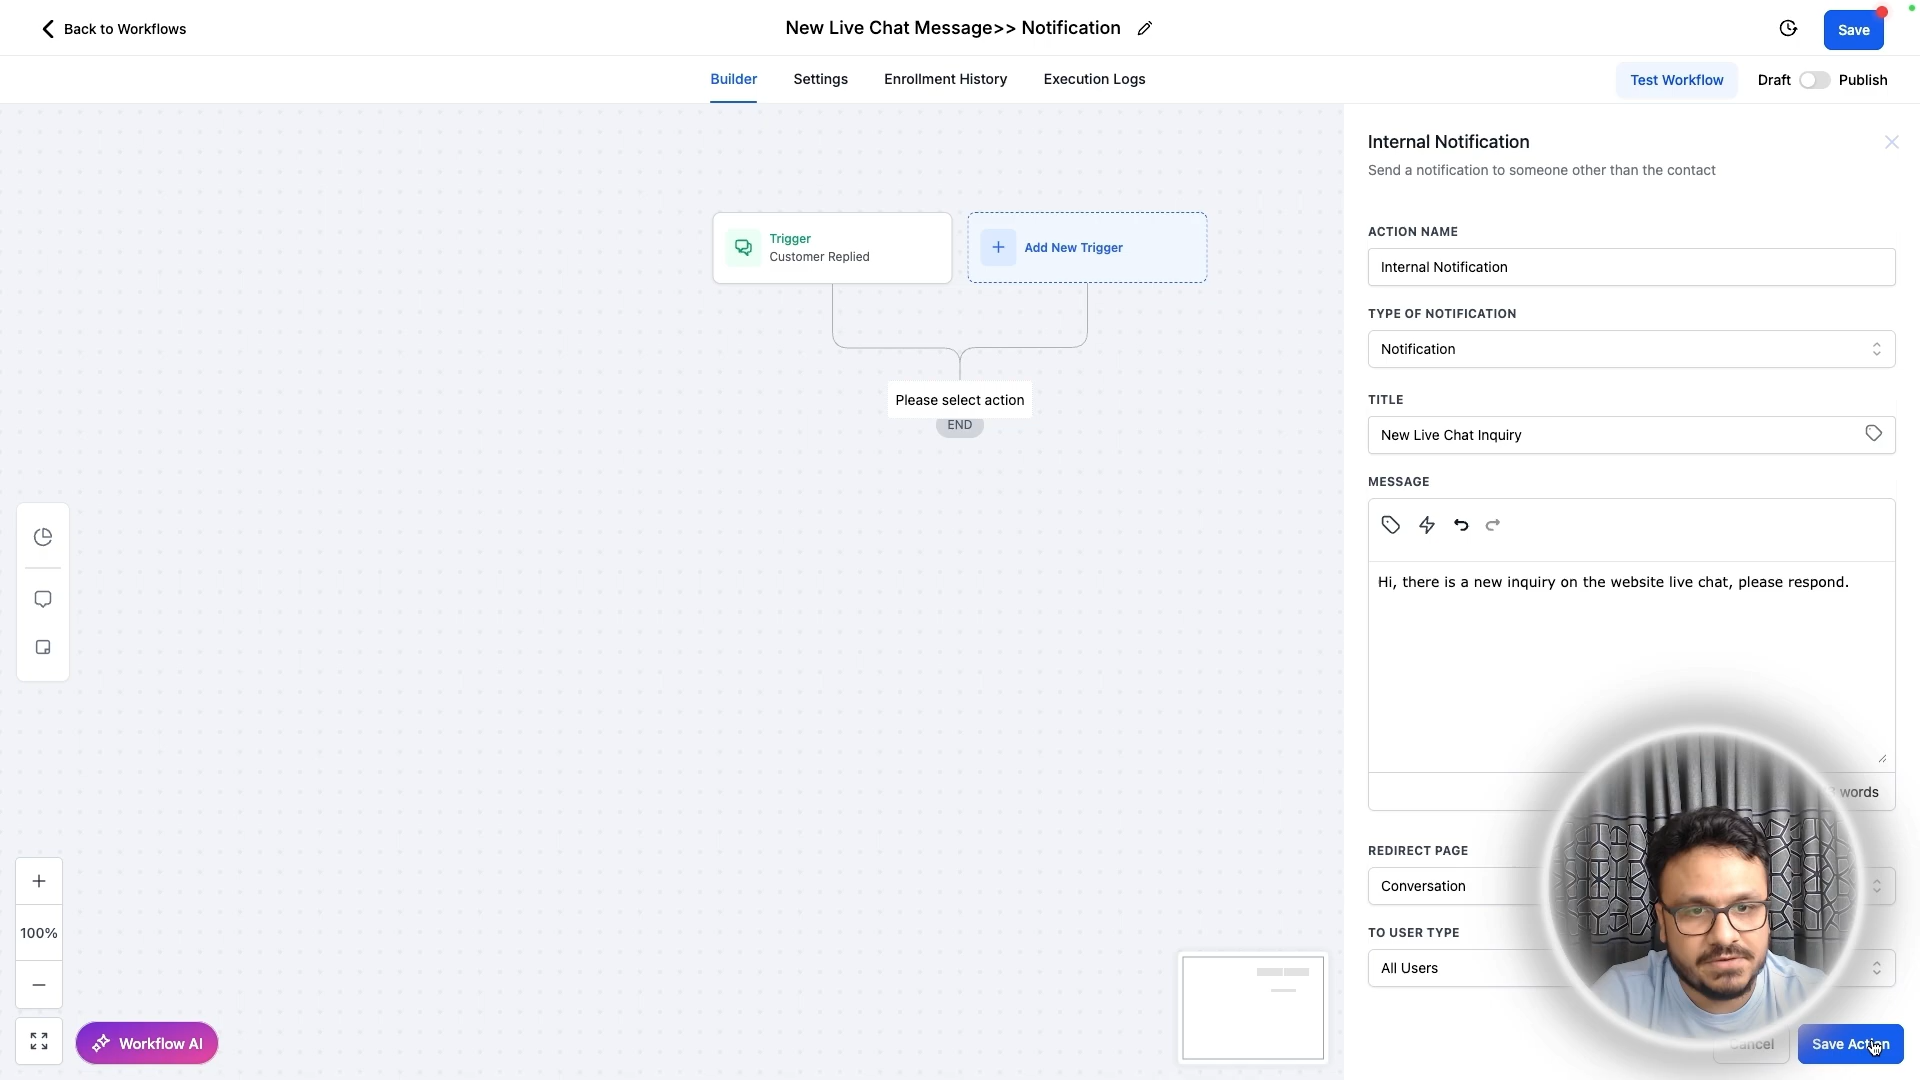 Back to Workflows
New Live Chat Message>> Notification
Save
Builder
Settings
Enrollment History
Execution Logs
Test Workflow
Draft
Publish
Internal Notification
Send a notification to someone other than the contact
Trigger
Customer Replied
Add New Trigger
Please select action
END
ACTION NAME
Internal Notification
TYPE OF NOTIFICATION
Notification
TITLE
New Live Chat Inquiry
MESSAGE
Hi, there is a new inquiry on the website live chat, please respond.
words
REDIRECT PAGE
Conversation
TO USER TYPE
All Users
Cancel
Save Action
100%
Workflow AI